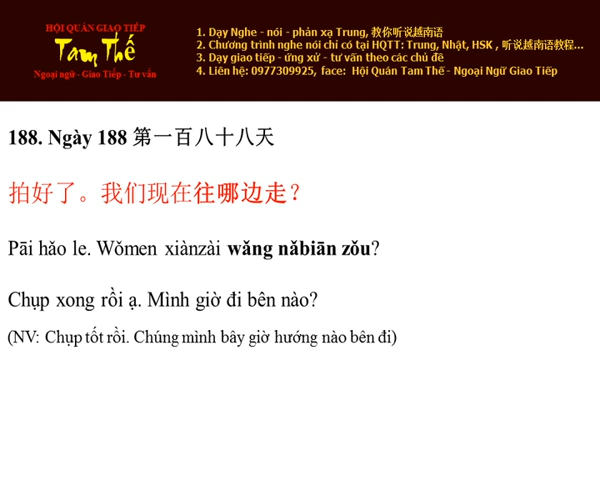 HỘI QUÁN GIAO TIẾP
Tam Thế
Ngoại ngữ - Giao Tiếp - Tư vấn
1. Dạy Nghe - nói - phản xạ Trung, 教你听说越南语
2. Chương trình nghe nói chỉ có tại HQTT: Trung, Nhật, HSK , 听说越南语教程...
3. Dạy giao tiếp - ứng xử - tư vấn theo các chủ đề
4. Liên hệ: 0977309925, face: Hội Quán Tam Thế - Ngoại Ngữ Giao Tiếp
188. Ngày 188 第一百八十八天
拍好了。我们现在往哪边走？
Pāi hǎo le. Wǒmen xiànzài wǎng nǎbiān zǒu?
Chụp xong rồi ạ. Mình giờ đi bên nào?
(NV: Chụp tốt rồi. Chúng mình bây giờ hướng nào bên đi)